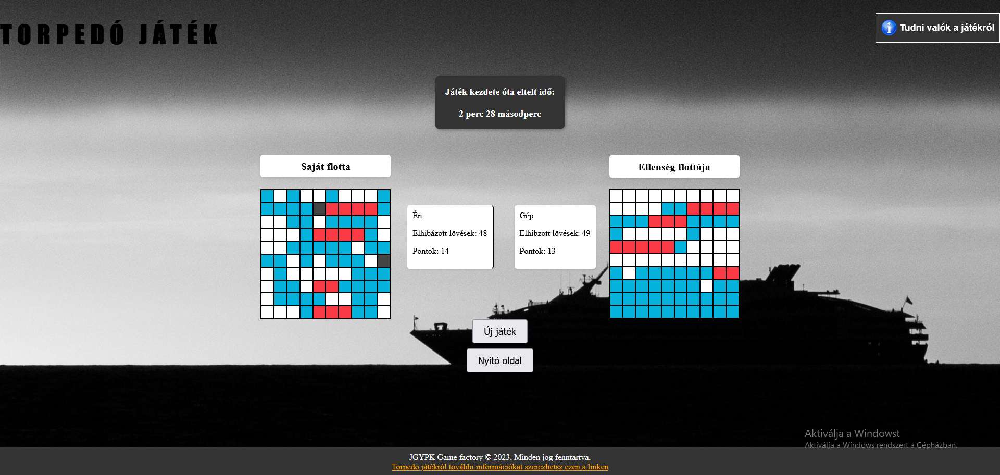 TORPEDÓ JÁTÉK
Tudni valók a játékról
Játék kezdete óta eltelt idő:
2 perc 28 másodperc
Saját flotta
Ellenség flottája
Én
Elhibázott lövések: 48
Pontok: 14
Gép
Elhibzott lövések: 49
Pontok: 13
Új játék
Nyitó oldal
Aktiválja a Windowst
Aktiválja a Windows rendszert a Gépházban.
JGYPK Game factory © 2023. Minden jog fenntartva.
Torpedo játékról további információkat szerezhetsz ezen a linken